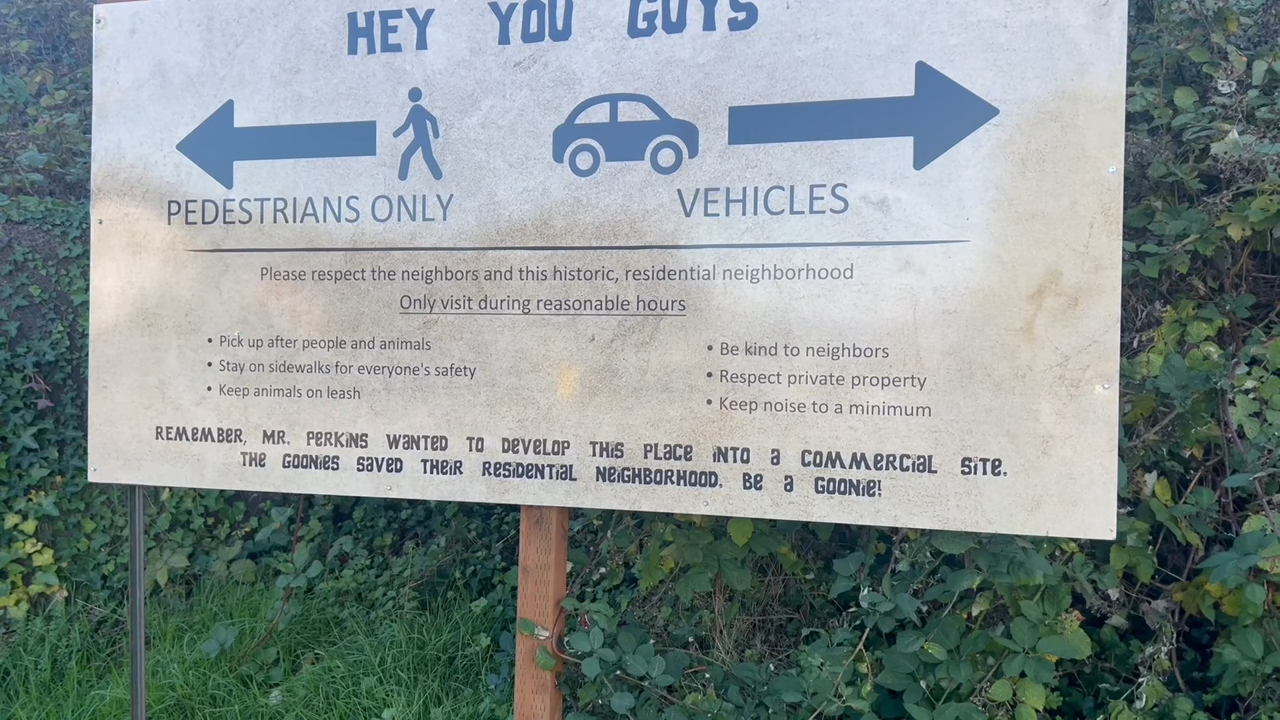 HEY YOU GUYS
PEDESTRIANS ONLY
VEHICLES
Please respect the neighbors and this historic, residential neighborhood
Only visit during reasonable hours
• Pick up after people and animals
• Stay on sidewalks for everyone's safety
• Keep animals on leash
• Be kind to neighbors
• Respect private property
• Keep noise to a minimum
REMEMBER, MR. PERKINS WANTED TO DEVELOP THIS PLACE INTO A COMMERCIAL SITE.
THE GOONIES SAVED THEIR RESIDENTIAL NEIGHBORHOOD. BE A GOONIE!